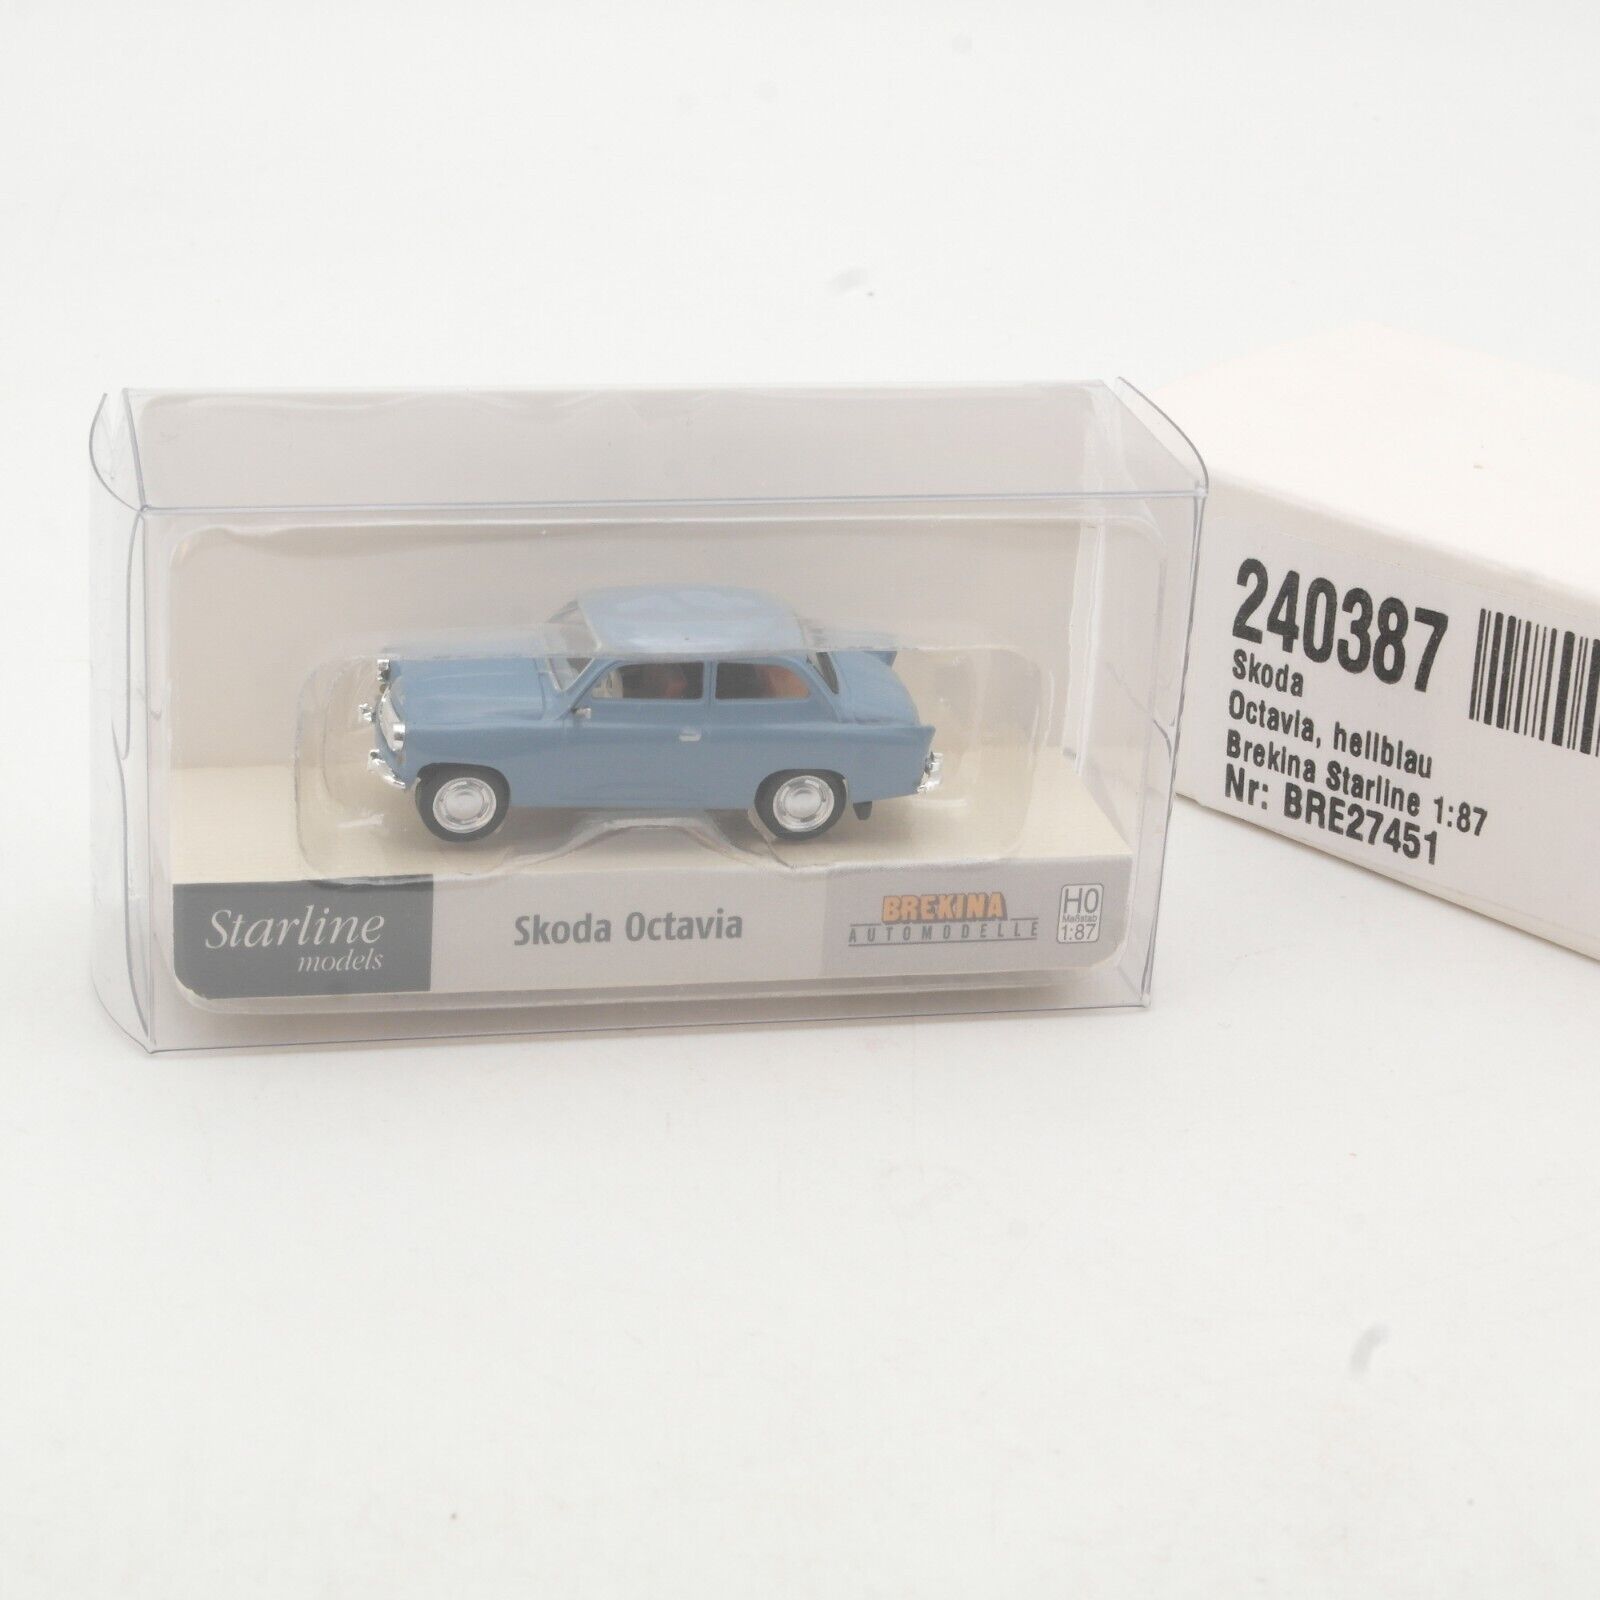 Starline
models
Skoda Octavia
BREKINA
AUTOMODELLE
H0
Maßstab
1:87
240387
Skoda
Octavia, hellblau
Brekina Starline 1:87
Nr: BRE27451